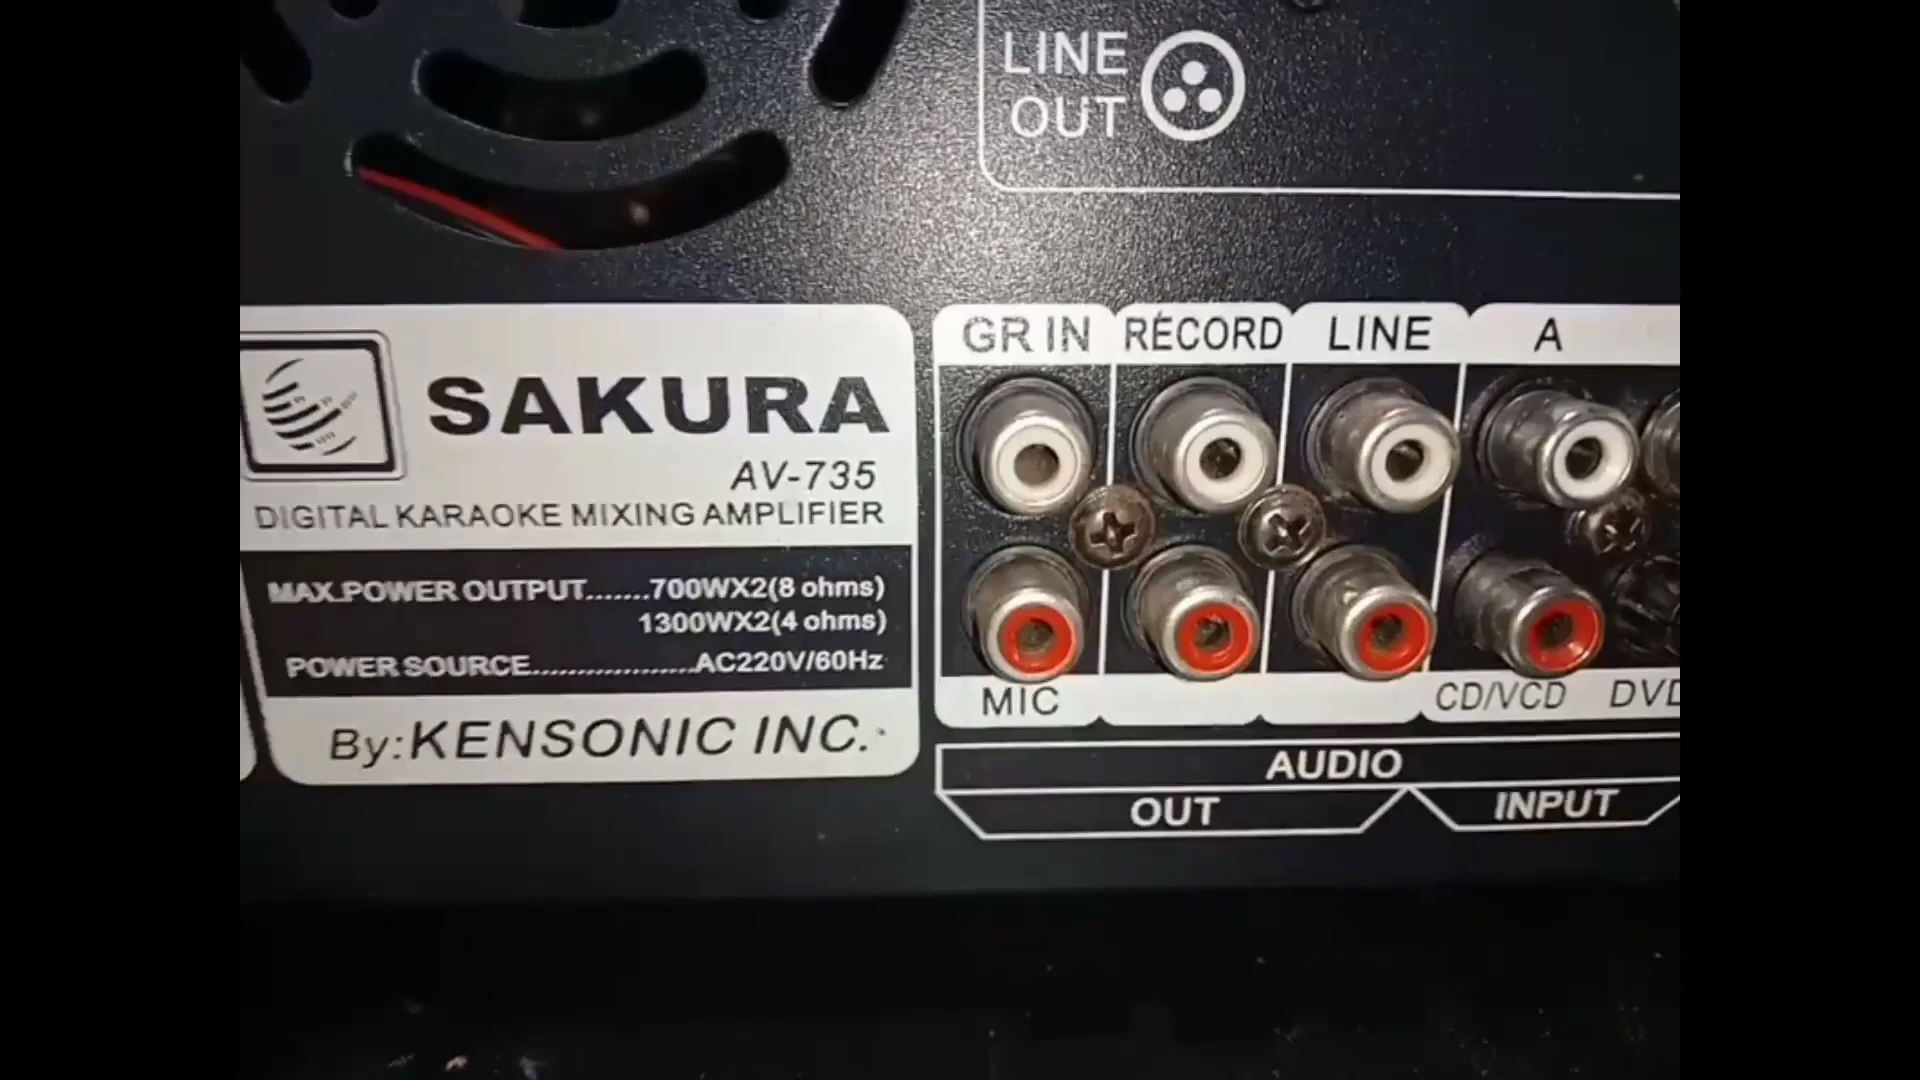 LINE
OUT
SAKURA
AV-735
DIGITAL KARAOKE MIXING AMPLIFIER
MAX.POWER OUTPUT.......700WX2(8 ohms)
1300WX2(4 ohms)
POWER SOURCE....................AC220V/60Hz
By:KENSONIC INC.
GR IN RECORD LINE A
MIC CD/VCD DVD
AUDIO
OUT INPUT